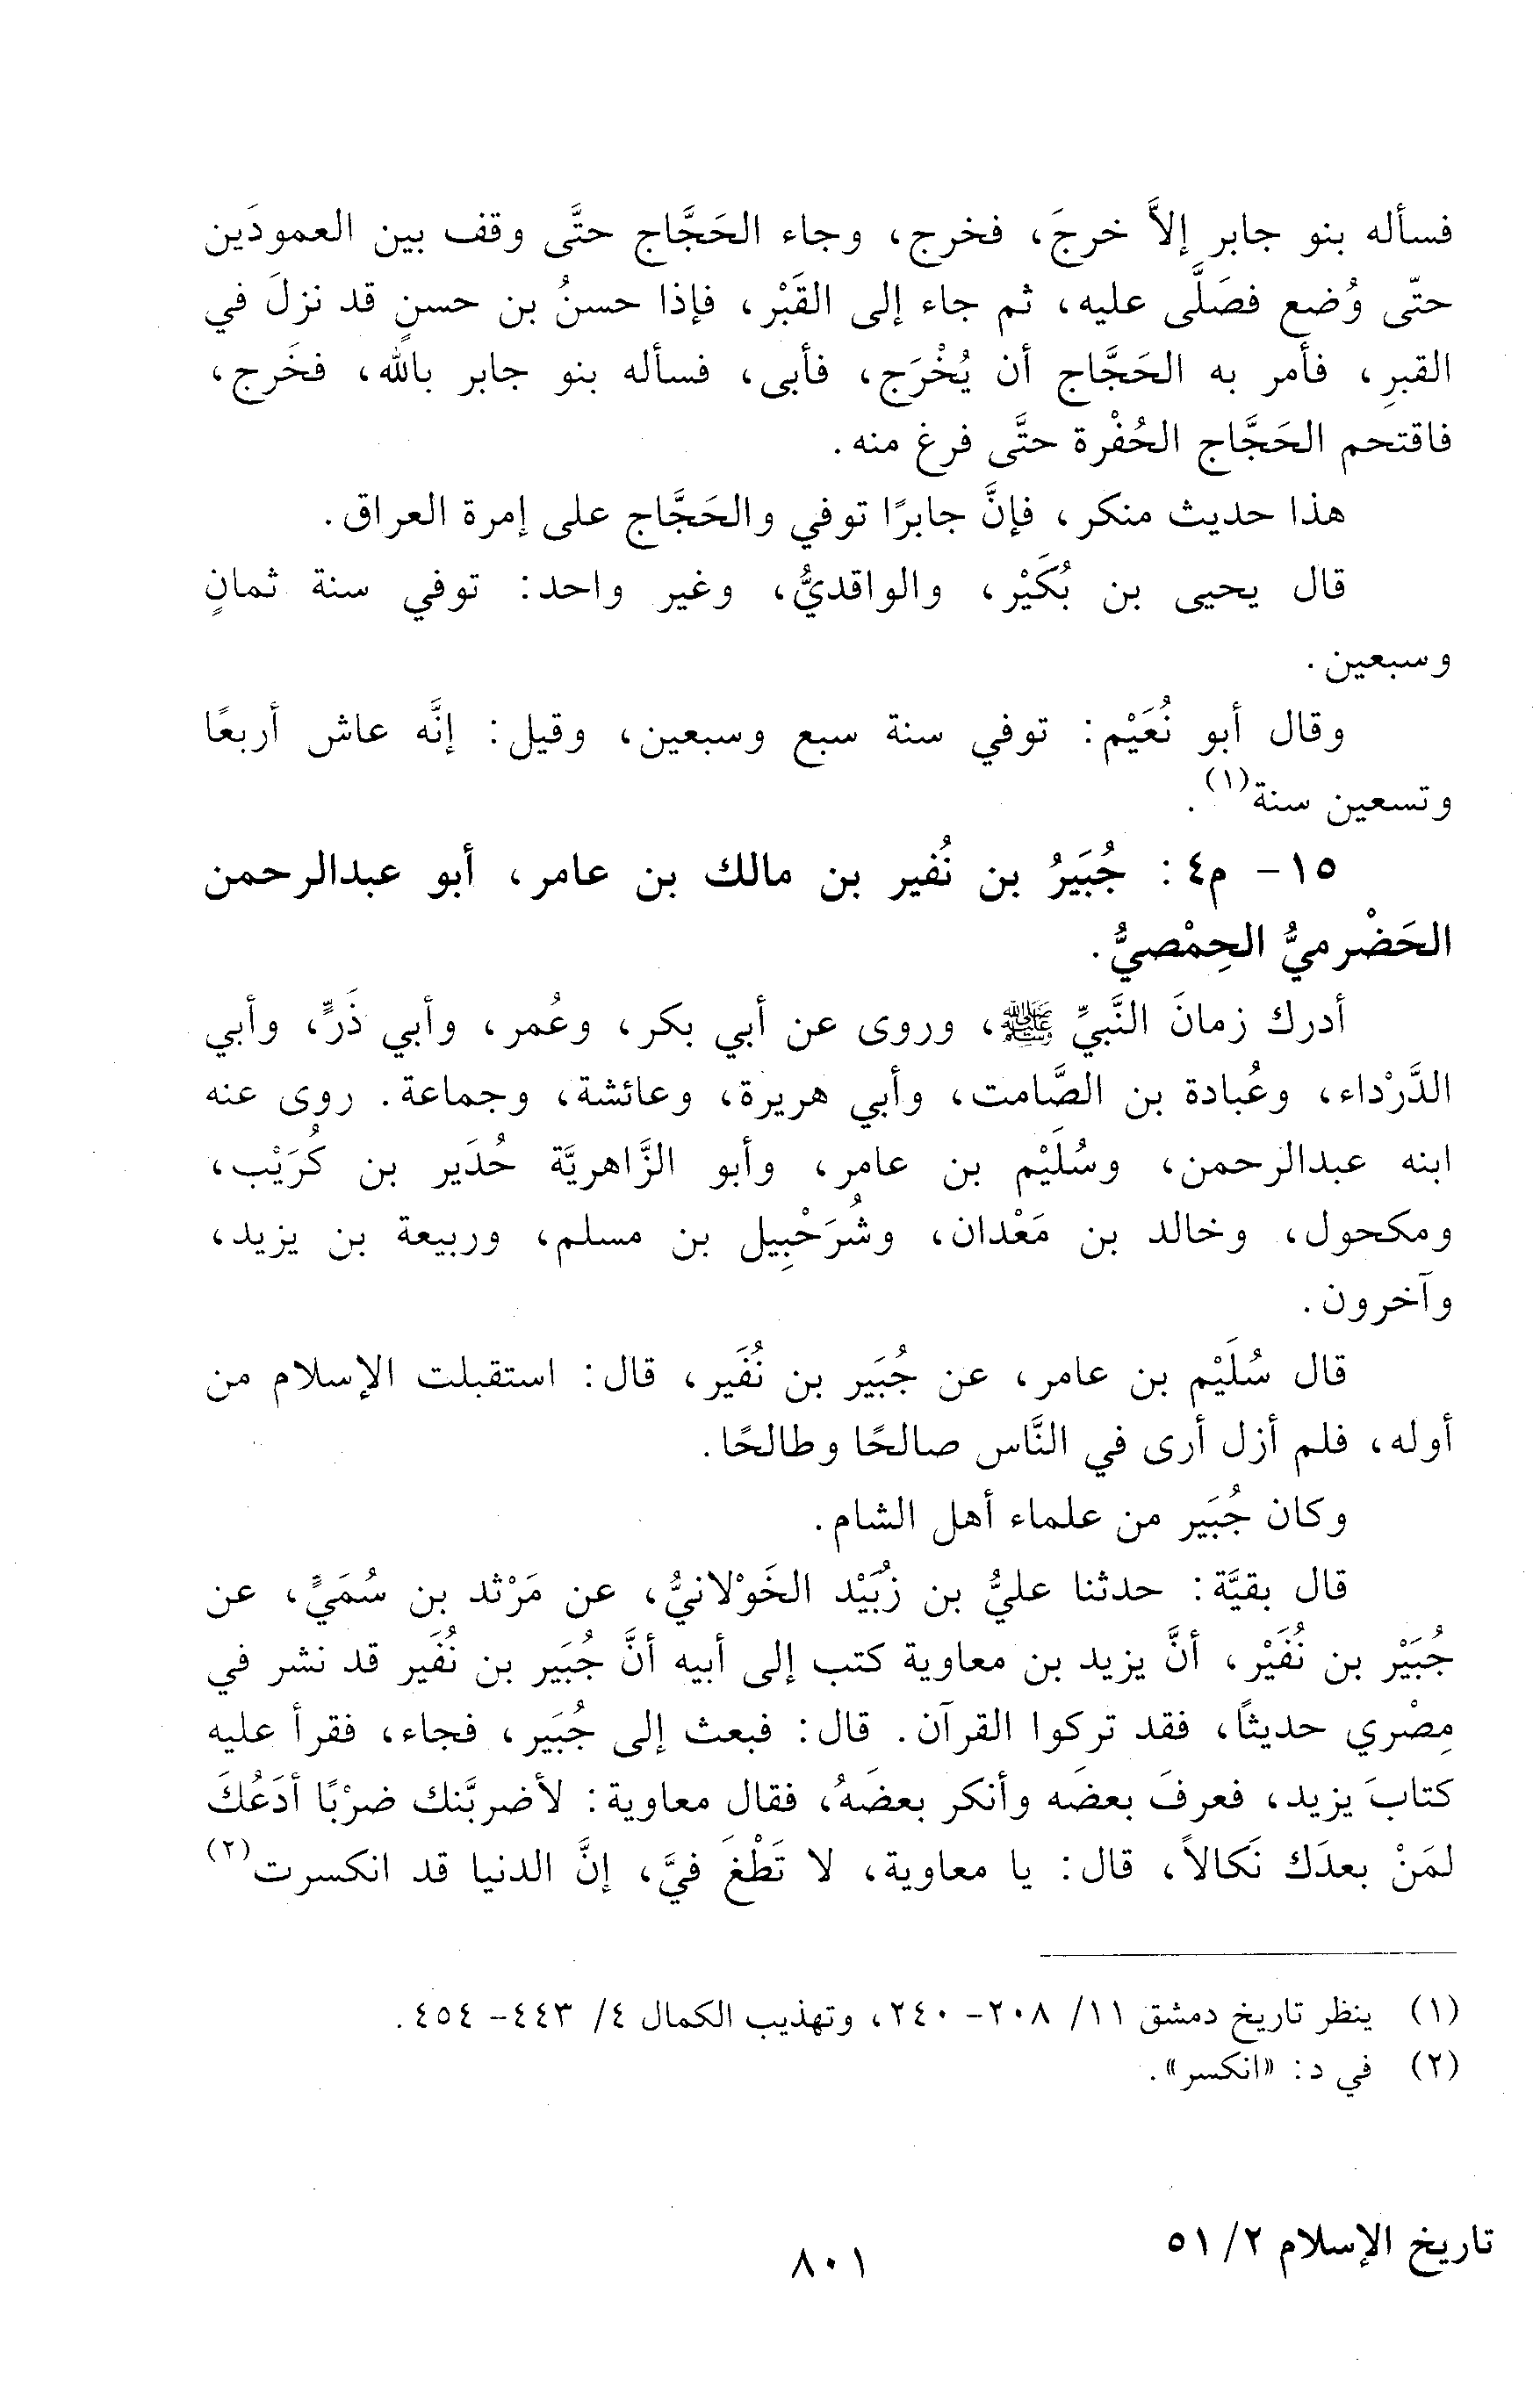 فسأله بنو جابر إلاَّ خرجَ، فخرج، وجاء الحَجَّاج حتَّى وقف بين العمودَين
حتّى وُضع فصَلَّى عليه، ثم جاء إلى القَبْر، فإذا حسنُ بن حسنٍ قد نزلَ في
القبرِ، فأمر به الحَجَّاج أن يُخْرَج، فأبى، فسأله بنو جابر بالله، فخَرج،
فاقتحم الحَجَّاج الحُفْرة حتَّى فرغ منه.
هذا حديث منكر، فإنَّ جابرًا توفي والحَجَّاج على إمرة العراق.
قال يحيى بن بُكَيْر، والواقديُّ، وغير واحد: توفي سنة ثمانٍ
وسبعين.
وقال أبو نُعَيْم: توفي سنة سبع وسبعين، وقيل: إنَّه عاش أربعًا
وتسعين سنة(١).
١٥- م٤: جُبَيرُ بن نُفير بن مالك بن عامر، أبو عبدالرحمن
الحَضْرميُّ الحِمْصيُّ.
أدرك زمانَ النَّبيِّ ﷺ، وروى عن أبي بكر، وعُمر، وأبي ذَرٍّ، وأبي
الدَّرْداء، وعُبادة بن الصَّامت، وأبي هريرة، وعائشة، وجماعة. روى عنه
ابنه عبدالرحمن، وسُلَيْم بن عامر، وأبو الزَّاهريَّة حُدَير بن كُرَيْب،
ومكحول، وخالد بن مَعْدان، وشُرَحْبِيل بن مسلم، وربيعة بن يزيد،
وآخرون.
قال سُلَيْم بن عامر، عن جُبَير بن نُفَير، قال: استقبلت الإسلام من
أوله، فلم أزل أرى في النَّاس صالحًا وطالحًا.
وكان جُبَير من علماء أهل الشام.
قال بقيَّة: حدثنا عليُّ بن زُبَيْد الخَوْلانيُّ، عن مَرْثد بن سُمَيٍّ، عن
جُبَيْر بن نُفَيْر، أنَّ يزيد بن معاوية كتب إلى أبيه أنَّ جُبَير بن نُفَير قد نشر في
مِصْري حديثًا، فقد تركوا القرآن. قال: فبعث إلى جُبَير، فجاء، فقرأ عليه
كتابَ يزيد، فعرفَ بعضَه وأنكر بعضَهُ، فقال معاوية: لأضربَّنك ضرْبًا أدَعُكَ
لمَنْ بعدَك نَكالاً، قال: يا معاوية، لا تَطْغَ فيَّ، إنَّ الدنيا قد انكسرت(٢)
(١) ينظر تاريخ دمشق ١١/ ٢٠٨- ٢٤٠، وتهذيب الكمال ٤/ ٤٤٣- ٤٥٤.
(٢) في د: «انكسر».
تاريخ الإسلام ٢/ ٥١
٨٠١